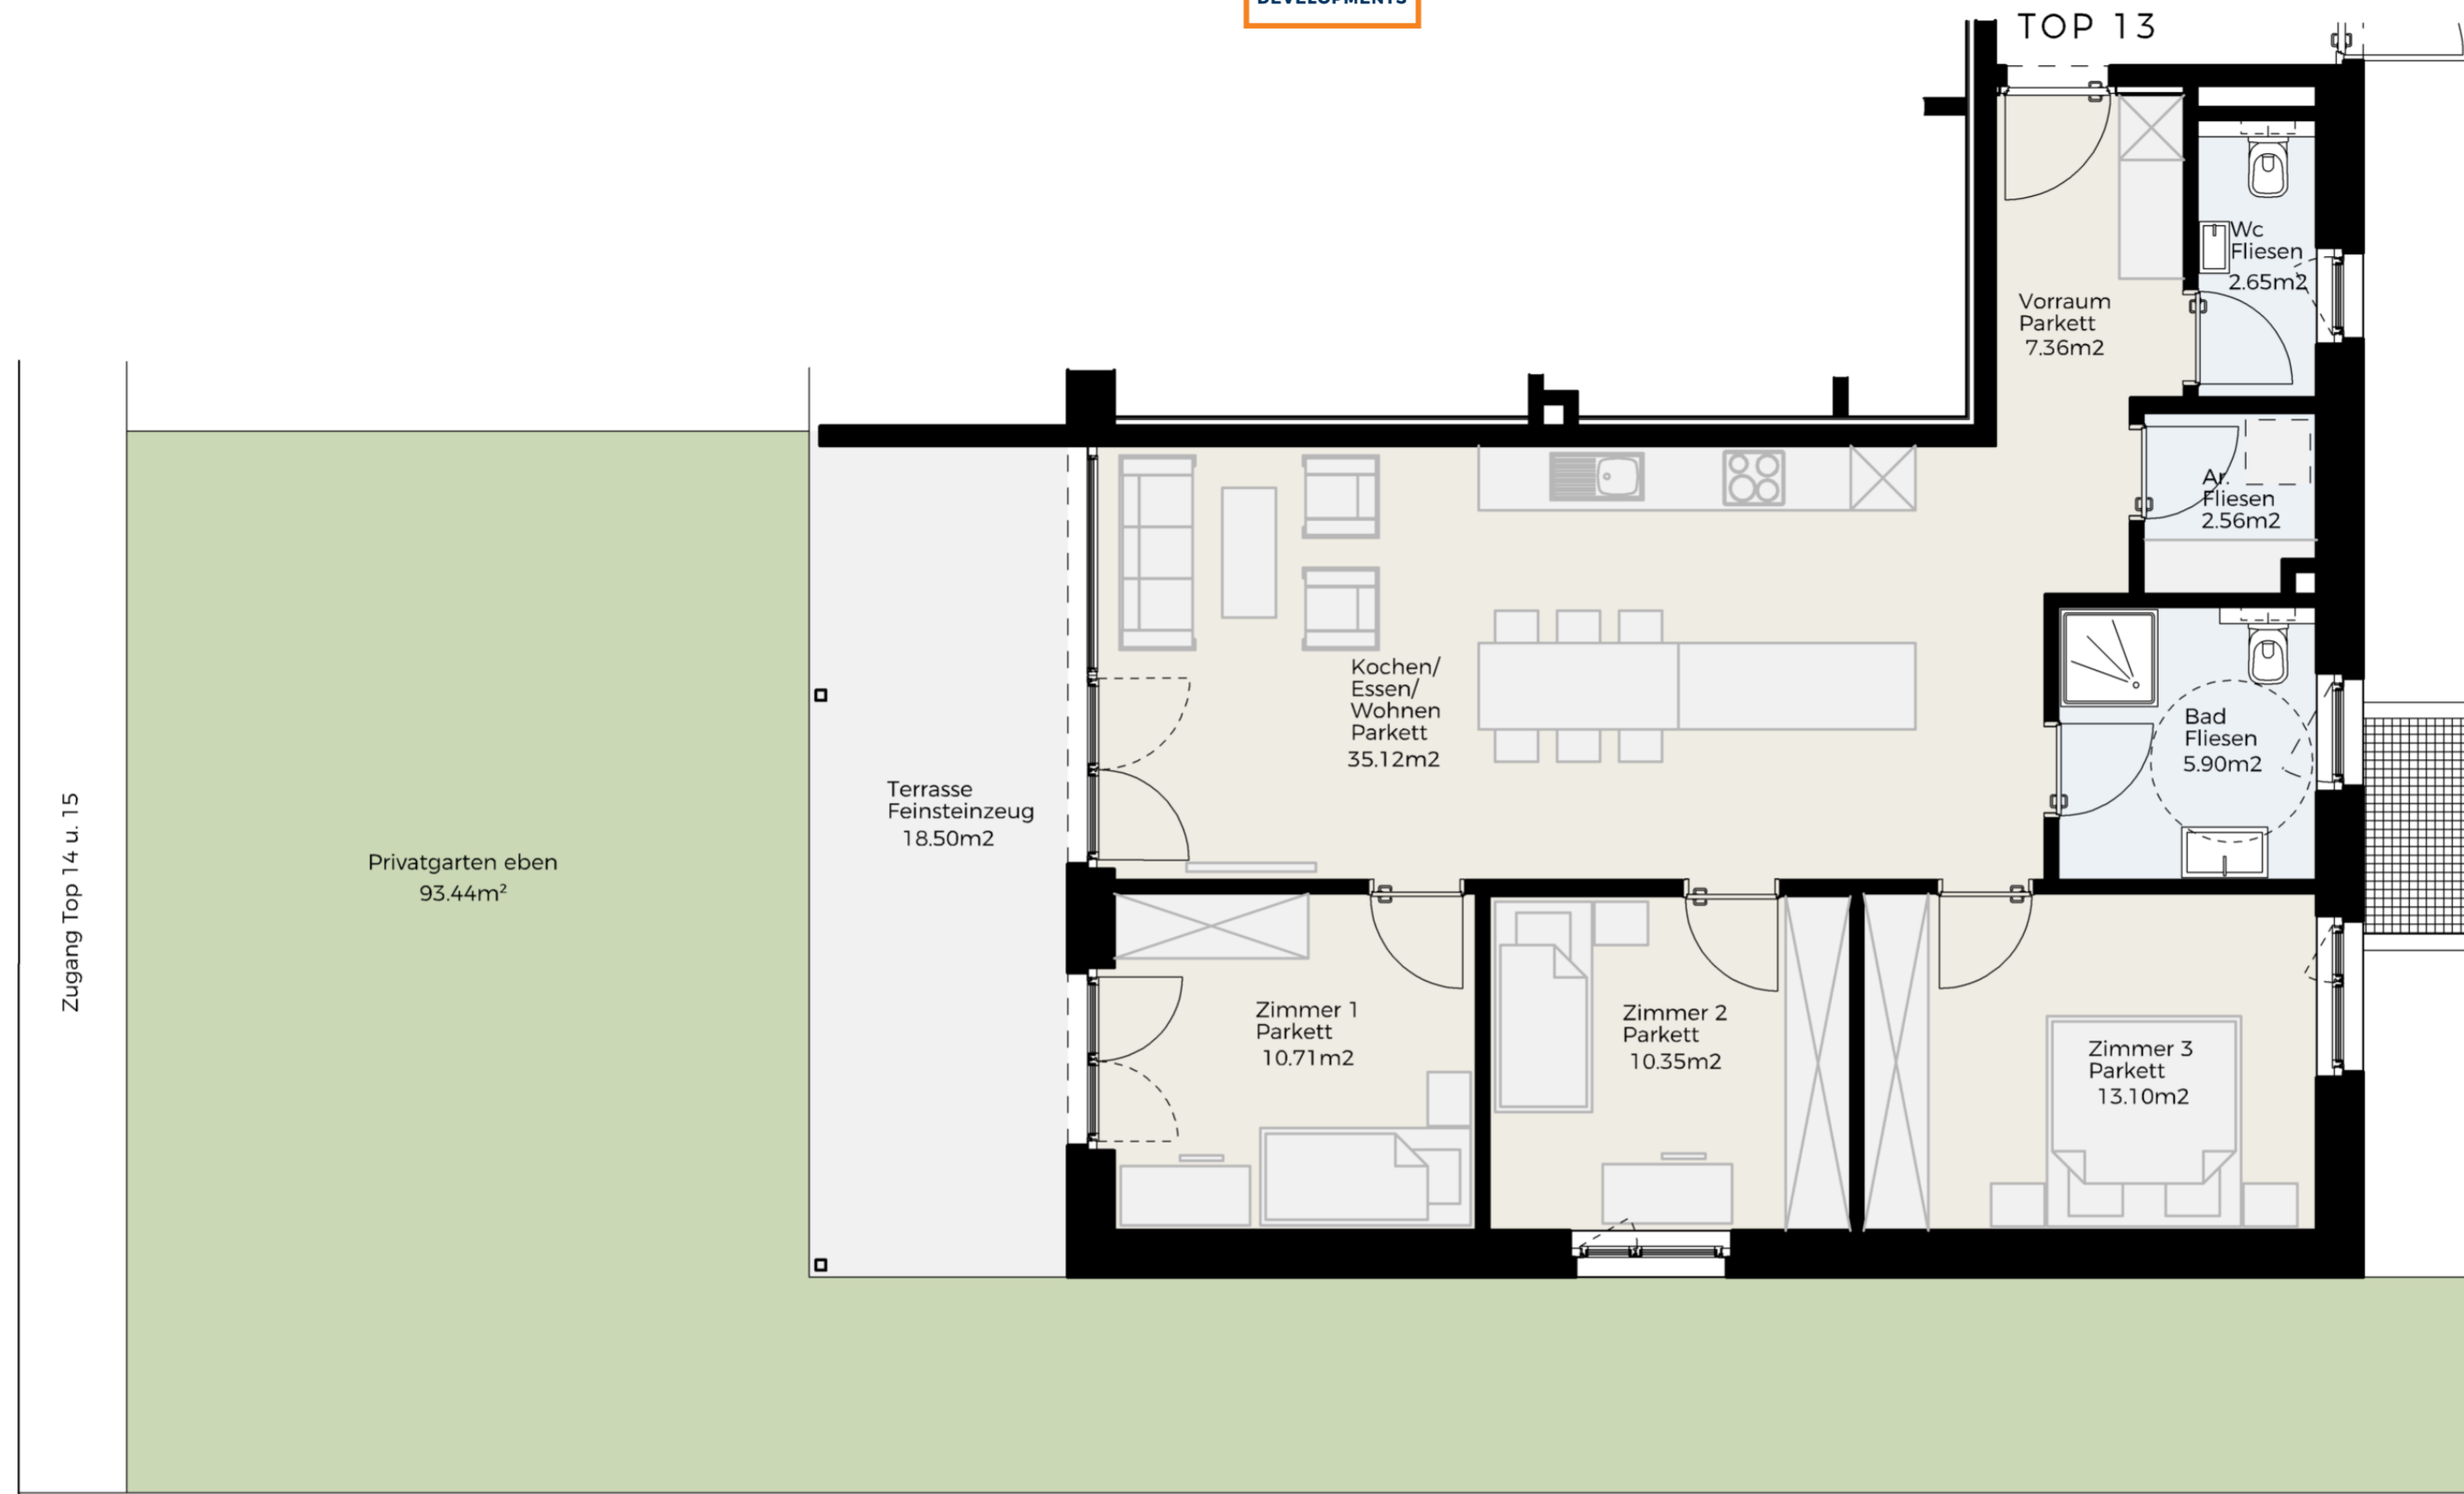 DEVELOPMENTS
TOP 13
Wc
Fliesen
2.65m2
Vorraum
Parkett
7.36m2
Ar.
Fliesen
2.56m2
Kochen/
Essen/
Wohnen
Parkett
35.12m2
Bad
Fliesen
5.90m2
Terrasse
Feinsteinzeug
18.50m2
Privatgarten eben
93.44m²
Zugang Top 14 u. 15
Zimmer 1
Parkett
10.71m2
Zimmer 2
Parkett
10.35m2
Zimmer 3
Parkett
13.10m2